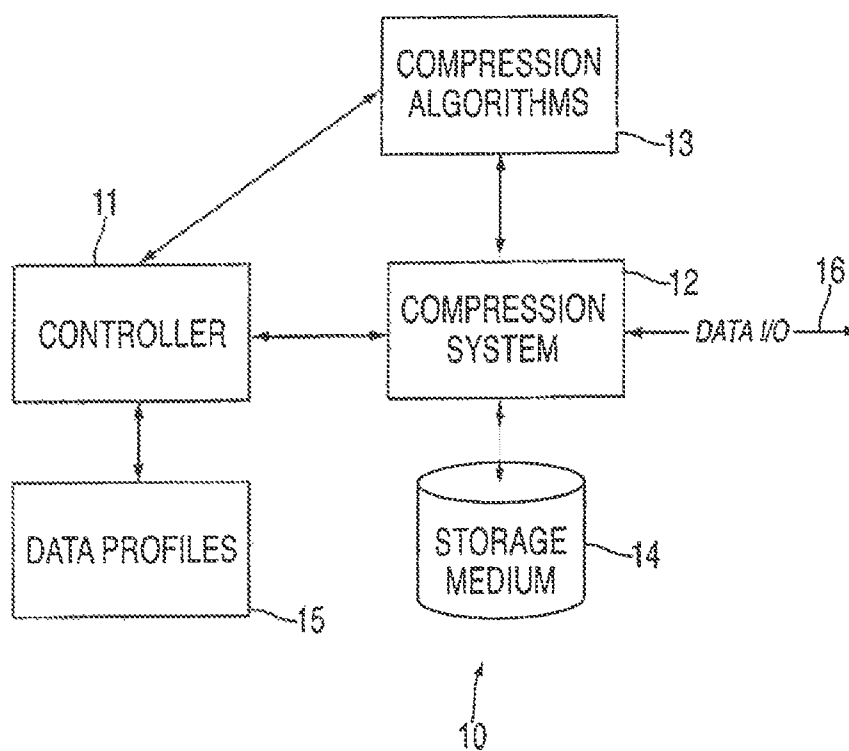 COMPRESSION
ALGORITHMS
13
11
CONTROLLER
12
COMPRESSION
SYSTEM
16
DATA I/O
DATA PROFILES
15
STORAGE
MEDIUM
14
10